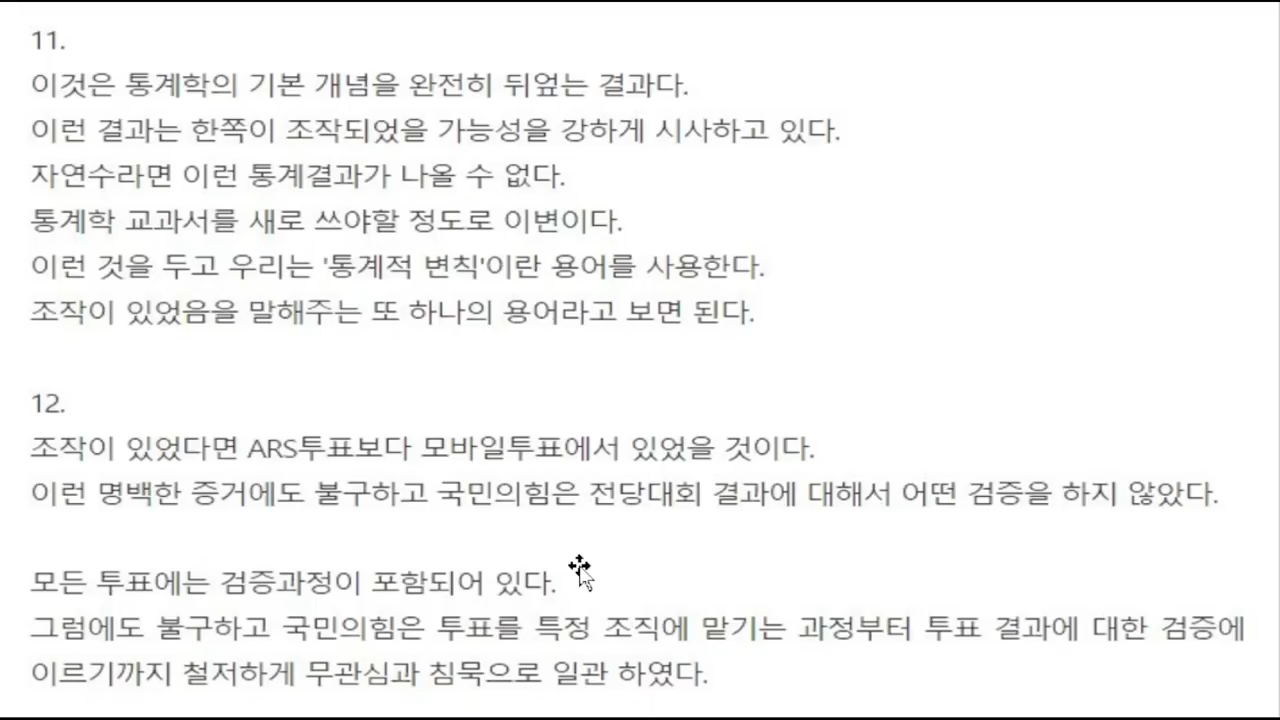 11.
이것은 통계학의 기본 개념을 완전히 뒤엎는 결과다.
이런 결과는 한쪽이 조작되었을 가능성을 강하게 시사하고 있다.
자연수라면 이런 통계결과가 나올 수 없다.
통계학 교과서를 새로 쓰야할 정도로 이변이다.
이런 것을 두고 우리는 '통계적 변칙'이란 용어를 사용한다.
조작이 있었음을 말해주는 또 하나의 용어라고 보면 된다.
12.
조작이 있었다면 ARS투표보다 모바일투표에서 있었을 것이다.
이런 명백한 증거에도 불구하고 국민의힘은 전당대회 결과에 대해서 어떤 검증을 하지 않았다.
모든 투표에는 검증과정이 포함되어 있다.
그럼에도 불구하고 국민의힘은 투표를 특정 조직에 맡기는 과정부터 투표 결과에 대한 검증에
이르기까지 철저하게 무관심과 침묵으로 일관 하였다.